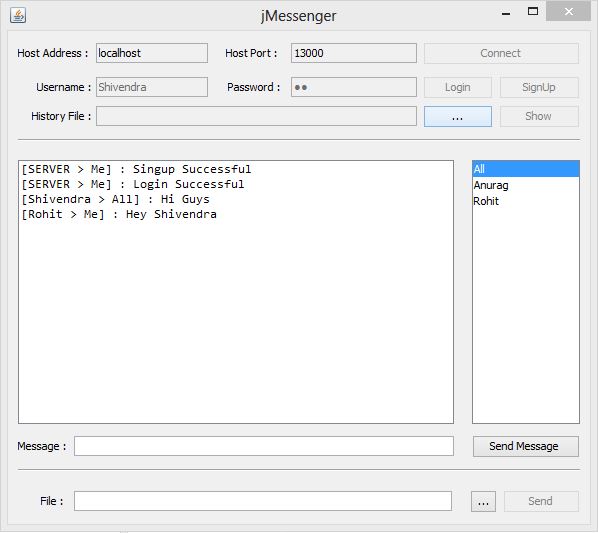 jMessenger
Host Address : localhost Host Port : 13000 Connect
Username : Shivendra Password : ●● Login SignUp
History File : ... Show
[SERVER > Me] : Singup Successful
[SERVER > Me] : Login Successful
[Shivendra > All] : Hi Guys
[Rohit > Me] : Hey Shivendra
All
Anurag
Rohit
Message : Send Message
File : ... Send